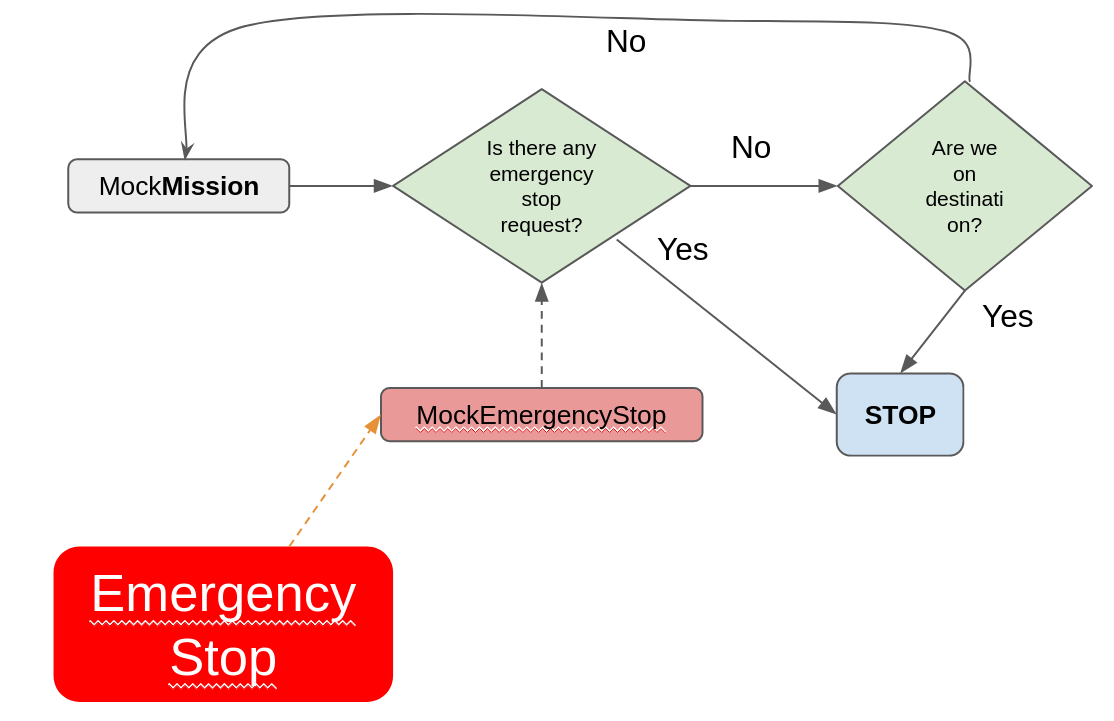 No
MockMission
Is there any
emergency
stop
request?
No
Are we
on
destinati
on?
Yes
Yes
MockEmergencyStop
STOP
Emergency
Stop